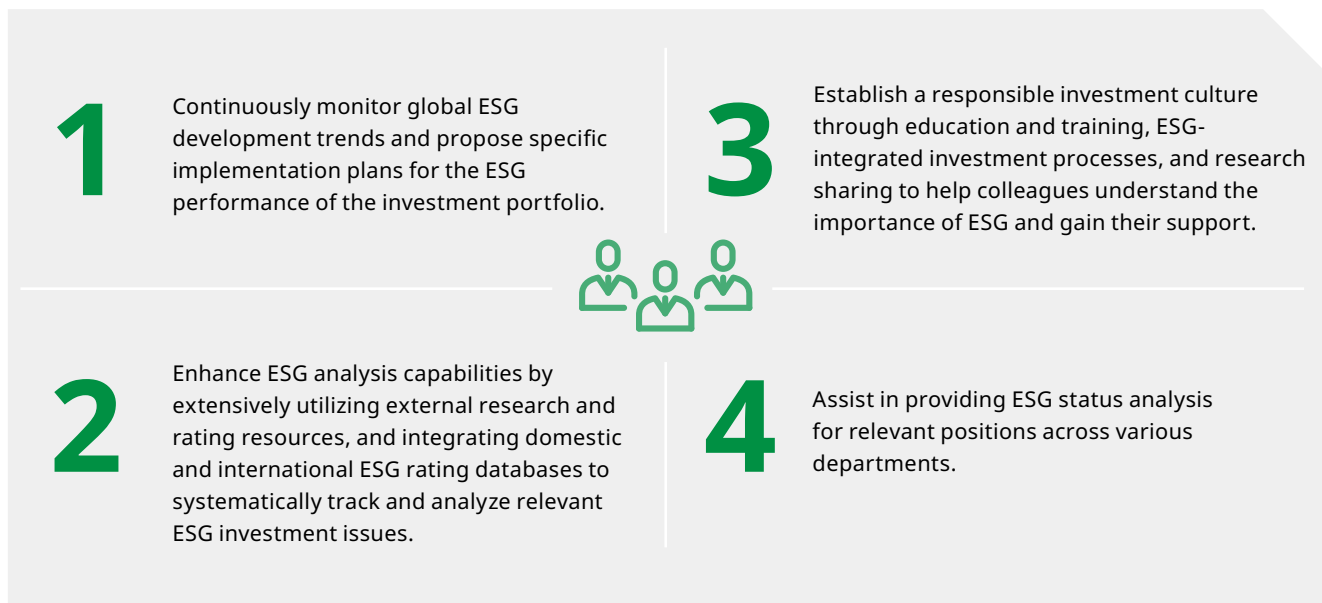 1
Continuously monitor global ESG
development trends and propose specific
implementation plans for the ESG
performance of the investment portfolio.
2
Enhance ESG analysis capabilities by
extensively utilizing external research and
rating resources, and integrating domestic
and international ESG rating databases to
systematically track and analyze relevant
ESG investment issues.
3
Establish a responsible investment culture
through education and training, ESG-
integrated investment processes, and research
sharing to help colleagues understand the
importance of ESG and gain their support.
4
Assist in providing ESG status analysis
for relevant positions across various
departments.